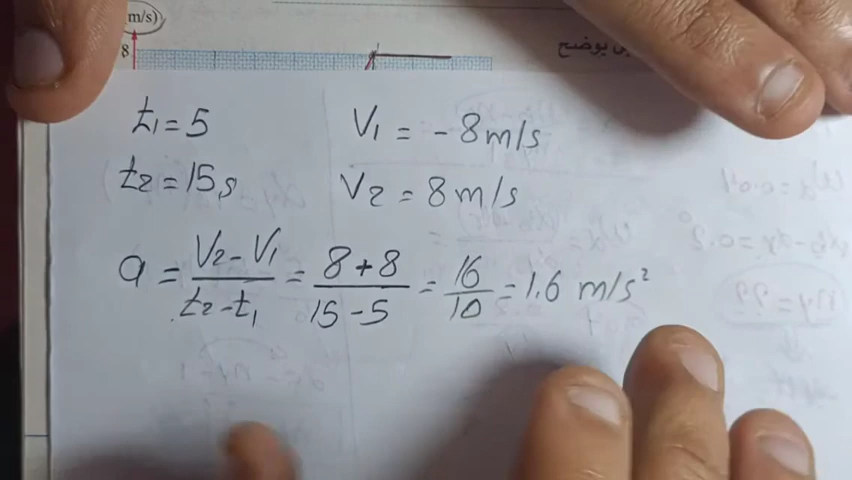 (m/s)
8
يوضح
t₁ = 5 V₁ = - 8 m/s
t₂ = 15 s V₂ = 8 m/s
a = (V₂ - V₁)/(t₂ - t₁) = (8 + 8)/(15 - 5) = 16/10 = 1.6 m/s²